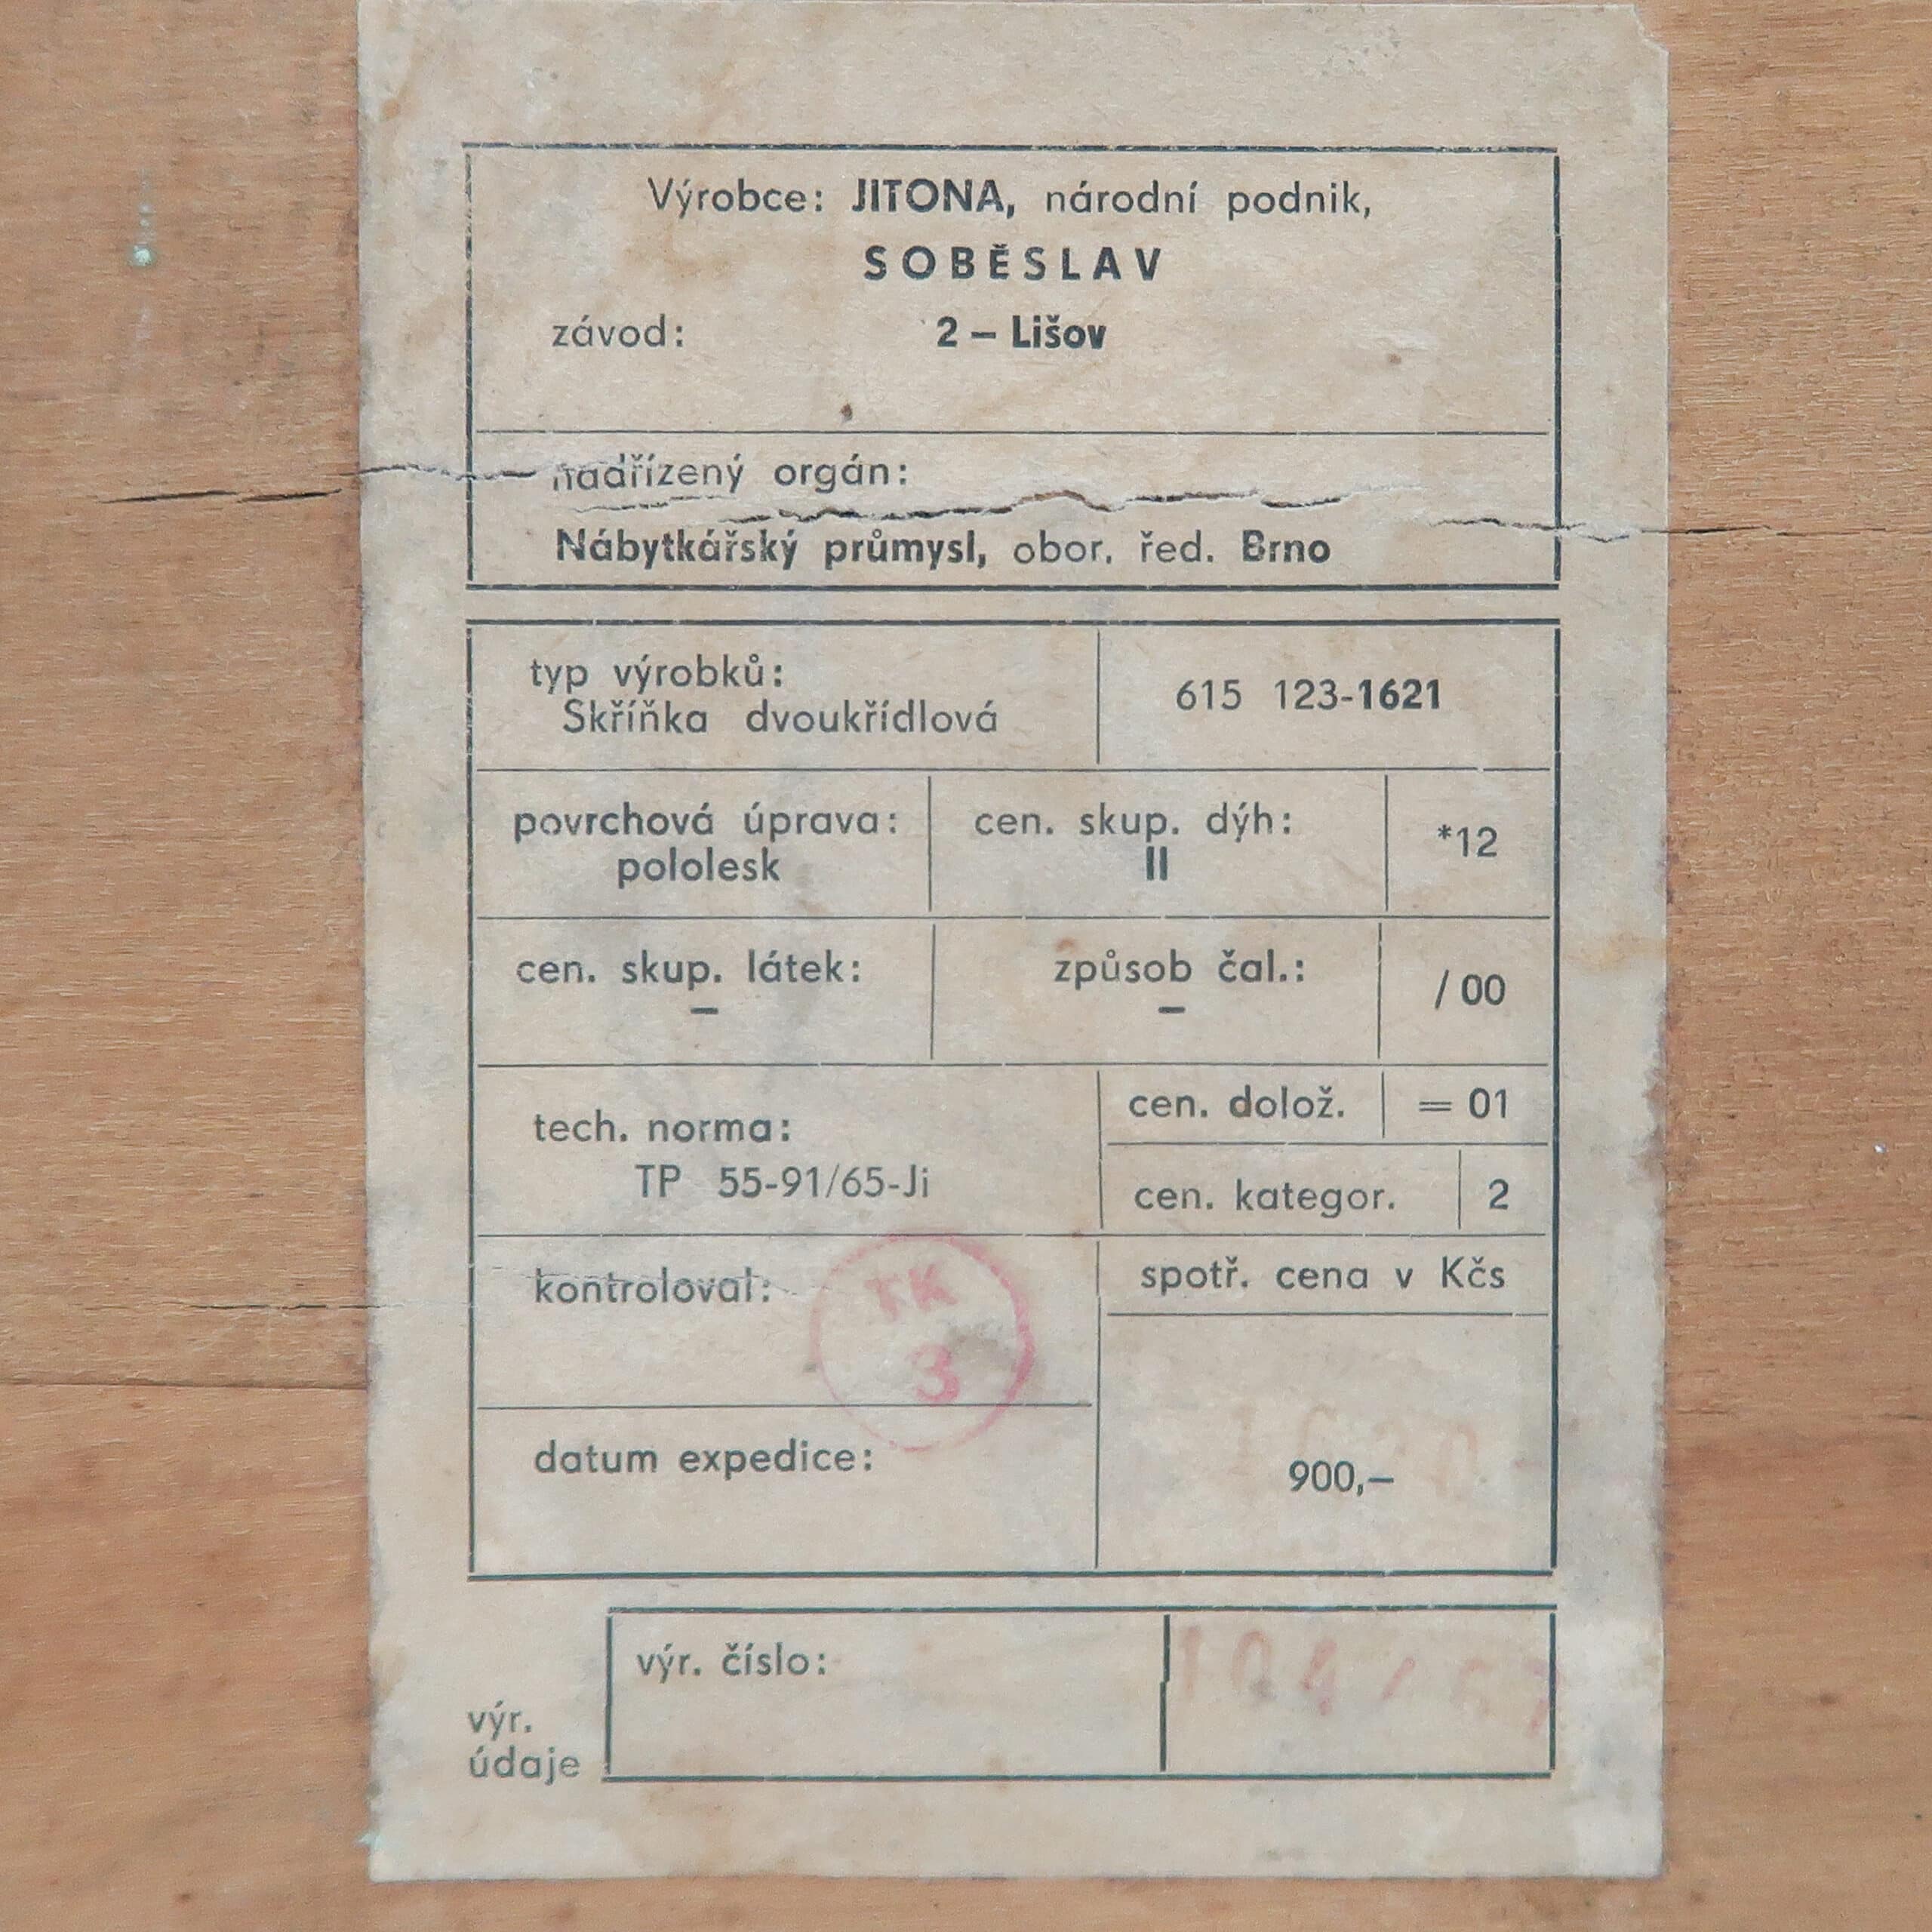 Výrobce: JITONA, národní podnik,
SOBĚSLAV
závod: 2 – Lišov
nadřízený orgán:
Nábytkářský průmysl, obor. řed. Brno
typ výrobků:
Skříňka dvoukřídlová
615 123-1621
povrchová úprava:
pololesk
cen. skup. dýh:
II
*12
cen. skup. látek:
–
způsob čal.:
–
/ 00
tech. norma:
TP 55-91/65-Ji
cen. dolož. = 01
cen. kategor. 2
kontroloval:
TK
3
spotř. cena v Kčs
900,–
datum expedice:
výr. číslo:
104 / 67
výr.
údaje